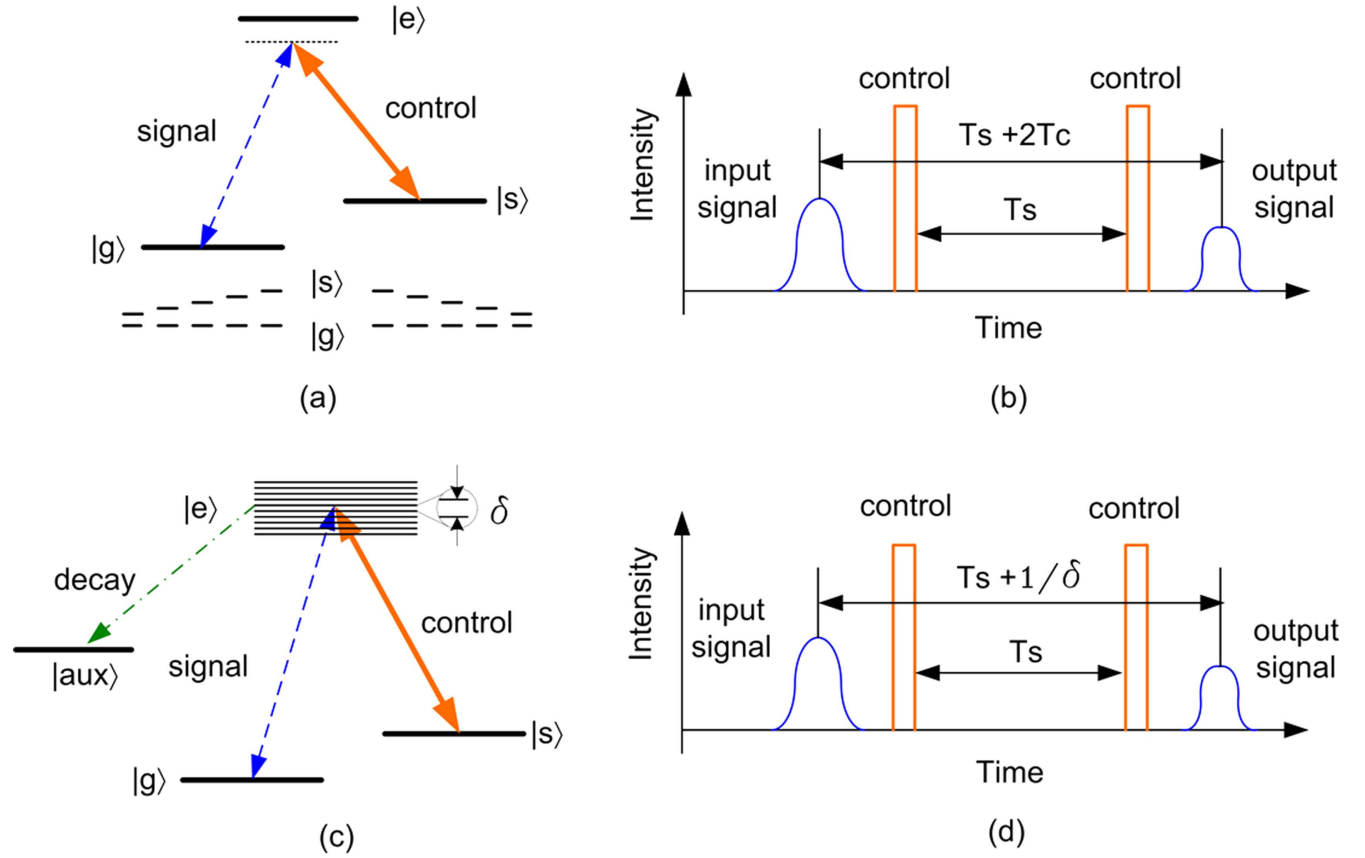 |e⟩
control
signal
|s⟩
|g⟩
|s⟩
|g⟩
(a)
Intensity
control
control
Ts +2Tc
input
signal
output
signal
Ts
Time
(b)
|e⟩
δ
decay
control
signal
|aux⟩
|s⟩
|g⟩
(c)
Intensity
control
control
Ts +1/δ
input
signal
output
signal
Ts
Time
(d)